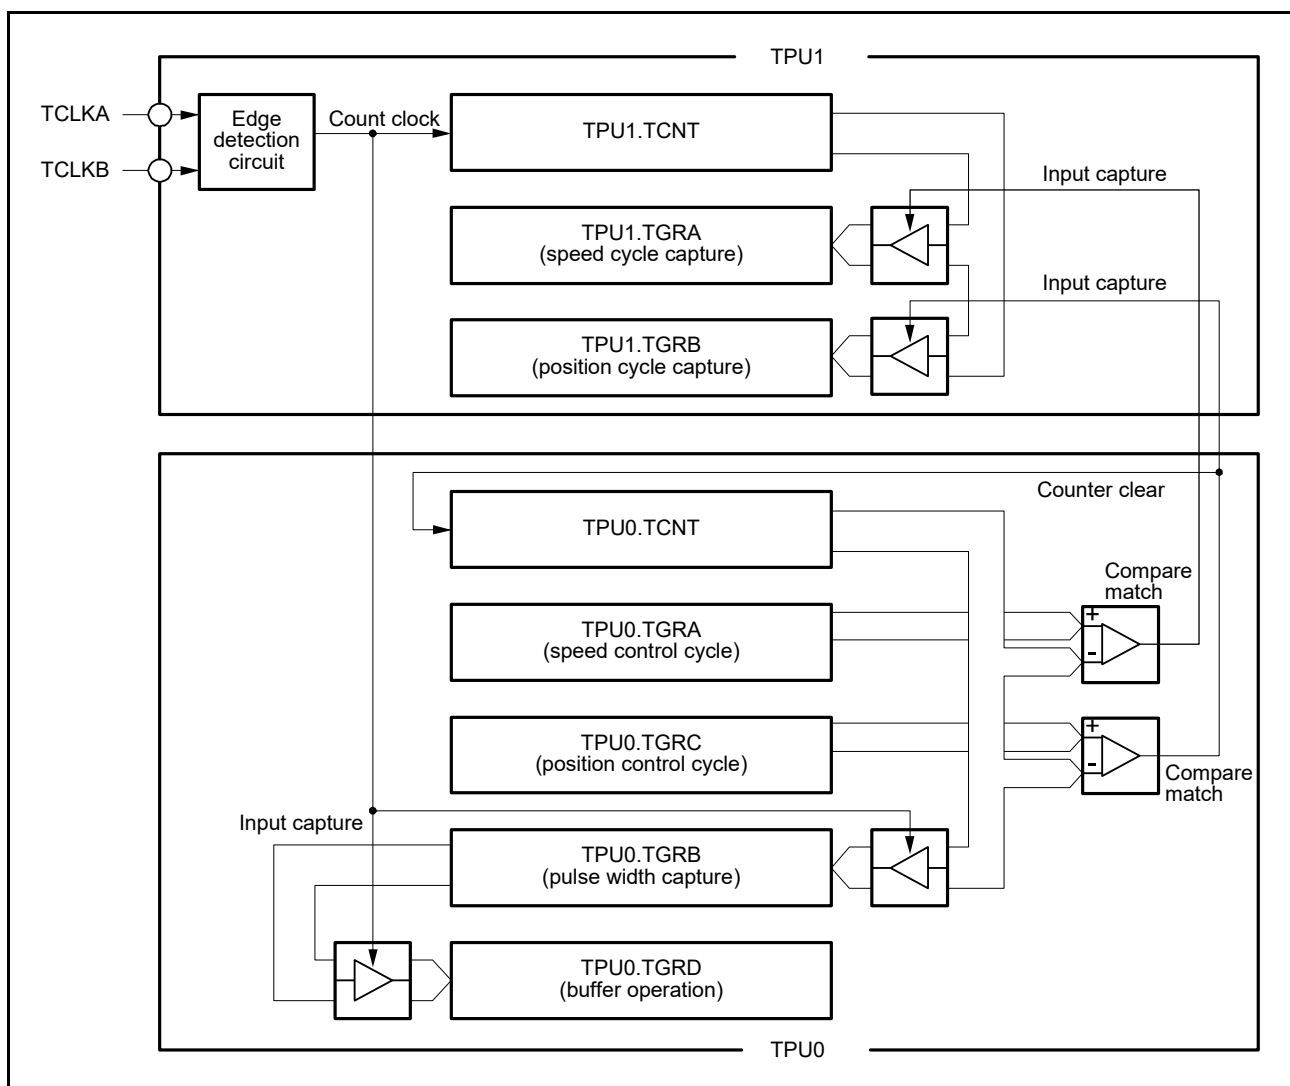 TPU1
TCLKA
TCLKB
Edge
detection
circuit
Count clock
TPU1.TCNT
Input capture
TPU1.TGRA
(speed cycle capture)
Input capture
TPU1.TGRB
(position cycle capture)
Counter clear
TPU0.TCNT
Compare
match
+
-
TPU0.TGRA
(speed control cycle)
TPU0.TGRC
(position control cycle)
+
-
Compare
match
Input capture
TPU0.TGRB
(pulse width capture)
TPU0.TGRD
(buffer operation)
TPU0